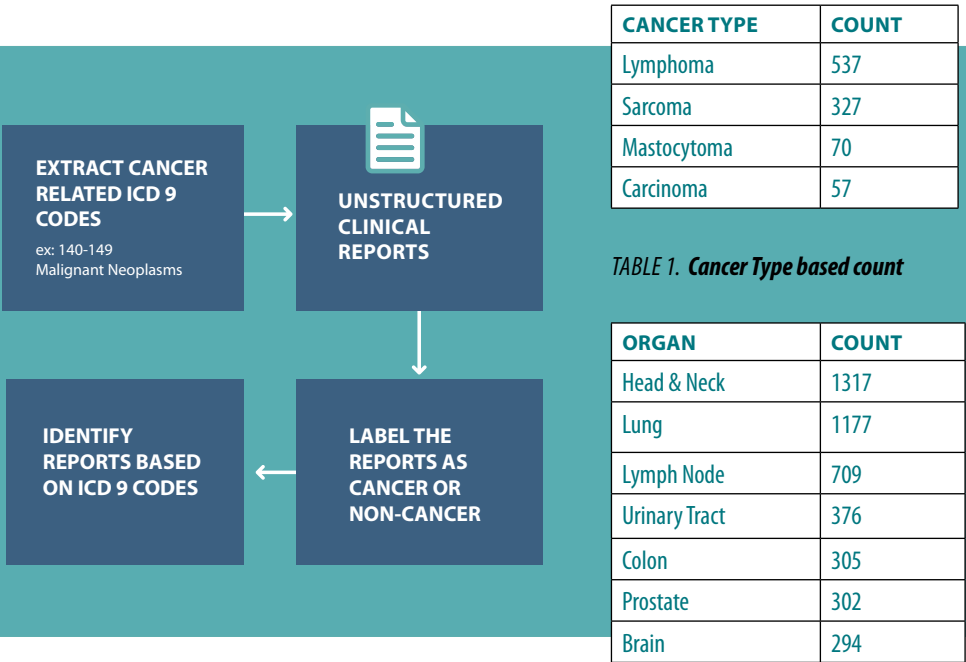 EXTRACT CANCER
RELATED ICD 9
CODES
ex: 140-149
Malignant Neoplasms
UNSTRUCTURED
CLINICAL
REPORTS
LABEL THE
REPORTS AS
CANCER OR
NON-CANCER
IDENTIFY
REPORTS BASED
ON ICD 9 CODES
CANCER TYPE COUNT
Lymphoma 537
Sarcoma 327
Mastocytoma 70
Carcinoma 57
TABLE 1. Cancer Type based count
ORGAN COUNT
Head & Neck 1317
Lung 1177
Lymph Node 709
Urinary Tract 376
Colon 305
Prostate 302
Brain 294